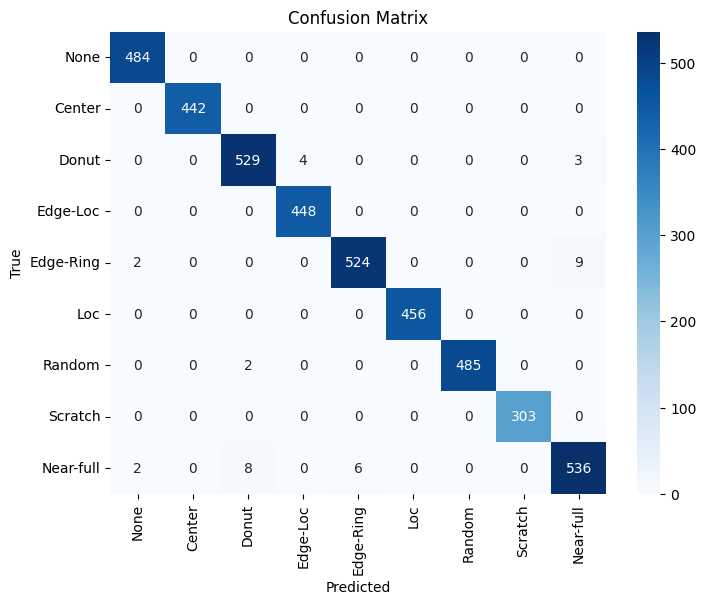 Confusion Matrix
None 484 0 0 0 0 0 0 0 0
Center 0 442 0 0 0 0 0 0 0
Donut 0 0 529 4 0 0 0 0 3
Edge-Loc 0 0 0 448 0 0 0 0 0
Edge-Ring 2 0 0 0 524 0 0 0 9
Loc 0 0 0 0 0 456 0 0 0
Random 0 0 2 0 0 0 485 0 0
Scratch 0 0 0 0 0 0 0 303 0
Near-full 2 0 8 0 6 0 0 0 536
None Center Donut Edge-Loc Edge-Ring Loc Random Scratch Near-full
Predicted
True
500
400
300
200
100
0